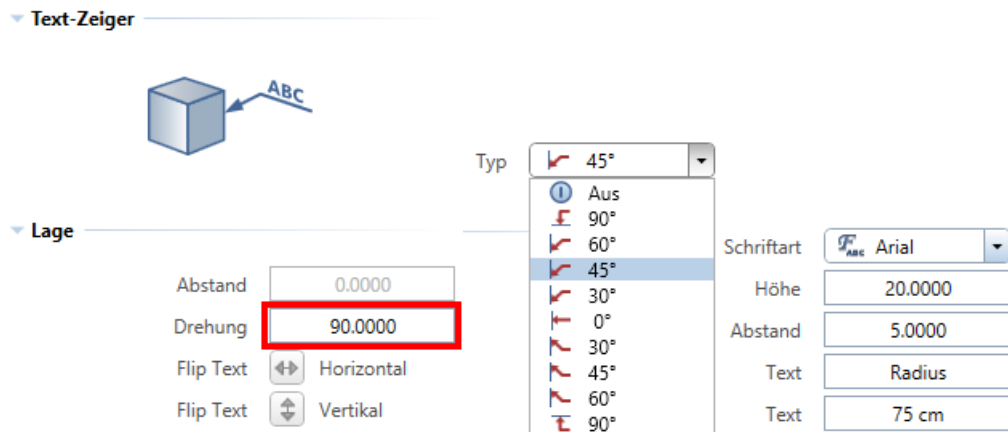 Text-Zeiger
ABC
Typ
45°
Aus
90°
60°
45°
30°
0°
30°
45°
60°
90°
Lage
Abstand
0.0000
Drehung
90.0000
Flip Text
Horizontal
Flip Text
Vertikal
Schriftart
F ABC Arial
Höhe
20.0000
Abstand
5.0000
Text
Radius
Text
75 cm